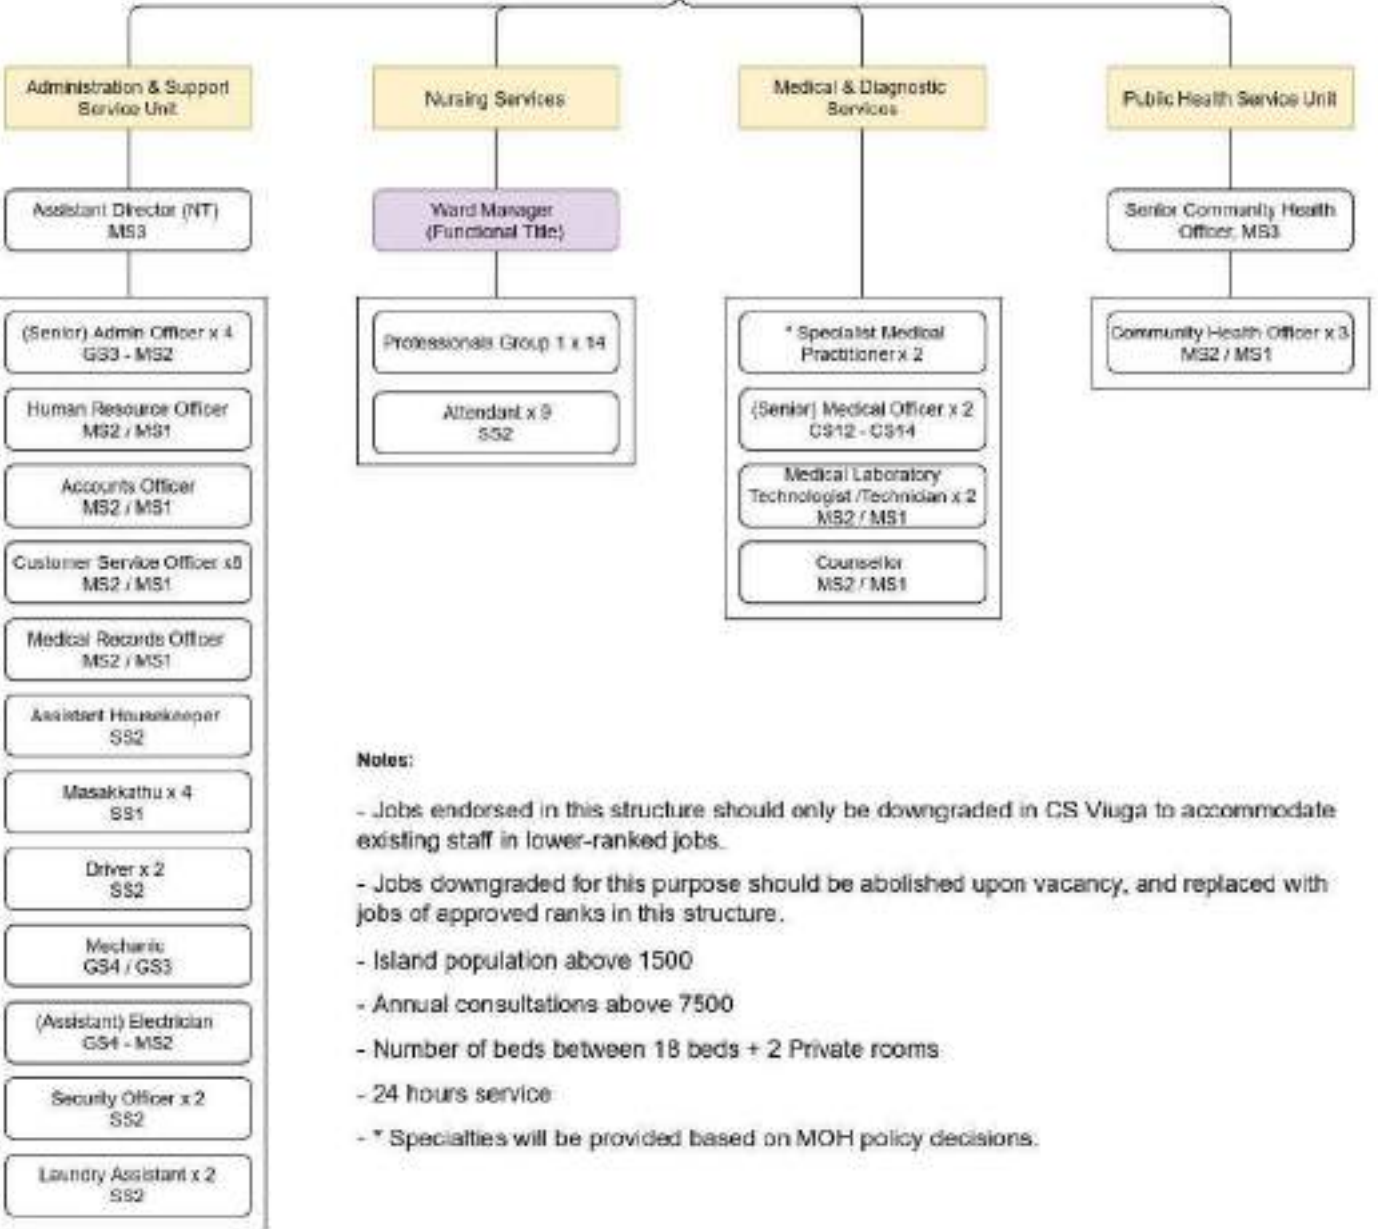 Administration & Support
Service Unit
Assistant Director (NT)
MS3
(Senior) Admin Officer x 4
GS3 - MS2
Human Resource Officer
MS2 / MS1
Accounts Officer
MS2 / MS1
Customer Service Officer x8
MS2 / MS1
Medical Records Officer
MS2 / MS1
Assistant Housekeeper
SS2
Masakkathu x 4
SS1
Driver x 2
SS2
Mechanic
GS4 / GS3
(Assistant) Electrician
GS4 - MS2
Security Officer x 2
SS2
Laundry Assistant x 2
SS2
Nursing Services
Ward Manager
(Functional Title)
Professionals Group 1 x 14
Attendant x 9
SS2
Medical & Diagnostic
Services
* Specialist Medical
Practitioner x 2
(Senior) Medical Officer x 2
CS12 - CS14
Medical Laboratory
Technologist /Technician x 2
MS2 / MS1
Counsellor
MS2 / MS1
Public Health Service Unit
Senior Community Health
Officer, MS3
Community Health Officer x 3
MS2 / MS1
Notes:
- Jobs endorsed in this structure should only be downgraded in CS Viuga to accommodate
existing staff in lower-ranked jobs.
- Jobs downgraded for this purpose should be abolished upon vacancy, and replaced with
jobs of approved ranks in this structure.
- Island population above 1500
- Annual consultations above 7500
- Number of beds between 18 beds + 2 Private rooms
- 24 hours service
- * Specialties will be provided based on MOH policy decisions.